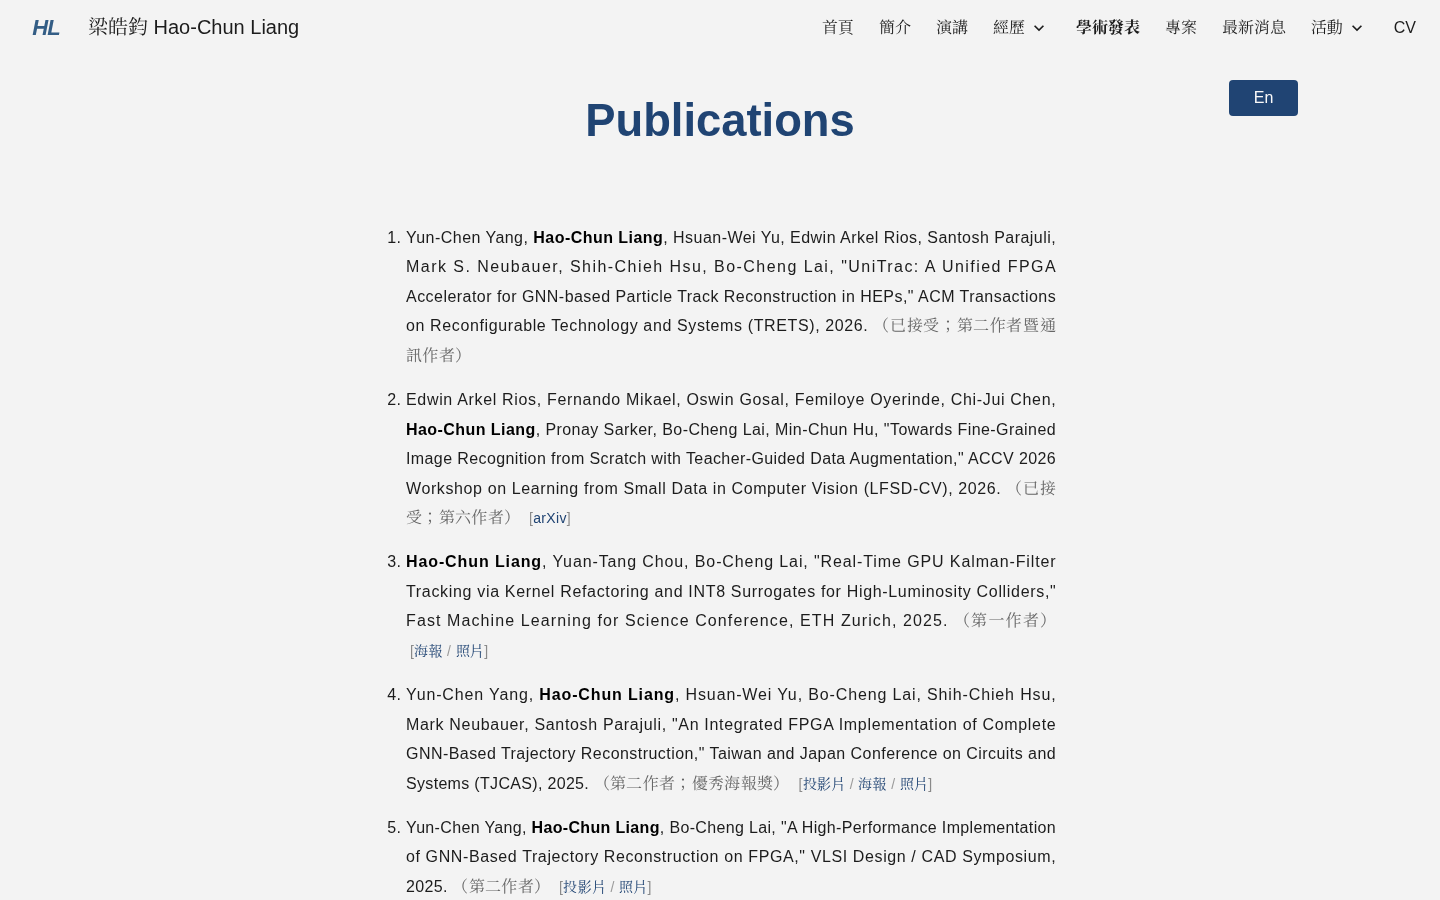 HL 梁皓鈞 Hao-Chun Liang 首頁 簡介 演講 經歷 學術發表 專案 最新消息 活動 CV
En
Publications
1. Yun-Chen Yang, Hao-Chun Liang, Hsuan-Wei Yu, Edwin Arkel Rios, Santosh Parajuli,
Mark S. Neubauer, Shih-Chieh Hsu, Bo-Cheng Lai, "UniTrac: A Unified FPGA
Accelerator for GNN-based Particle Track Reconstruction in HEPs," ACM Transactions
on Reconfigurable Technology and Systems (TRETS), 2026. （已接受；第二作者暨通
訊作者）
2. Edwin Arkel Rios, Fernando Mikael, Oswin Gosal, Femiloye Oyerinde, Chi-Jui Chen,
Hao-Chun Liang, Pronay Sarker, Bo-Cheng Lai, Min-Chun Hu, "Towards Fine-Grained
Image Recognition from Scratch with Teacher-Guided Data Augmentation," ACCV 2026
Workshop on Learning from Small Data in Computer Vision (LFSD-CV), 2026. （已接
受；第六作者） [arXiv]
3. Hao-Chun Liang, Yuan-Tang Chou, Bo-Cheng Lai, "Real-Time GPU Kalman-Filter
Tracking via Kernel Refactoring and INT8 Surrogates for High-Luminosity Colliders,"
Fast Machine Learning for Science Conference, ETH Zurich, 2025. （第一作者）
[海報 / 照片]
4. Yun-Chen Yang, Hao-Chun Liang, Hsuan-Wei Yu, Bo-Cheng Lai, Shih-Chieh Hsu,
Mark Neubauer, Santosh Parajuli, "An Integrated FPGA Implementation of Complete
GNN-Based Trajectory Reconstruction," Taiwan and Japan Conference on Circuits and
Systems (TJCAS), 2025. （第二作者；優秀海報獎） [投影片 / 海報 / 照片]
5. Yun-Chen Yang, Hao-Chun Liang, Bo-Cheng Lai, "A High-Performance Implementation
of GNN-Based Trajectory Reconstruction on FPGA," VLSI Design / CAD Symposium,
2025. （第二作者） [投影片 / 照片]